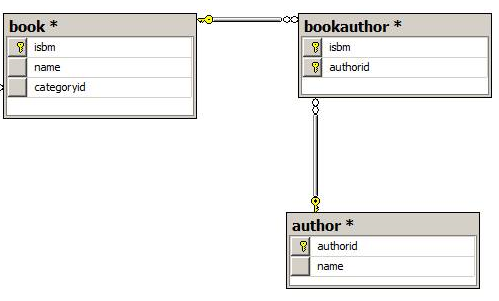 book *
isbm
name
categoryid
bookauthor *
isbm
authorid
author *
authorid
name